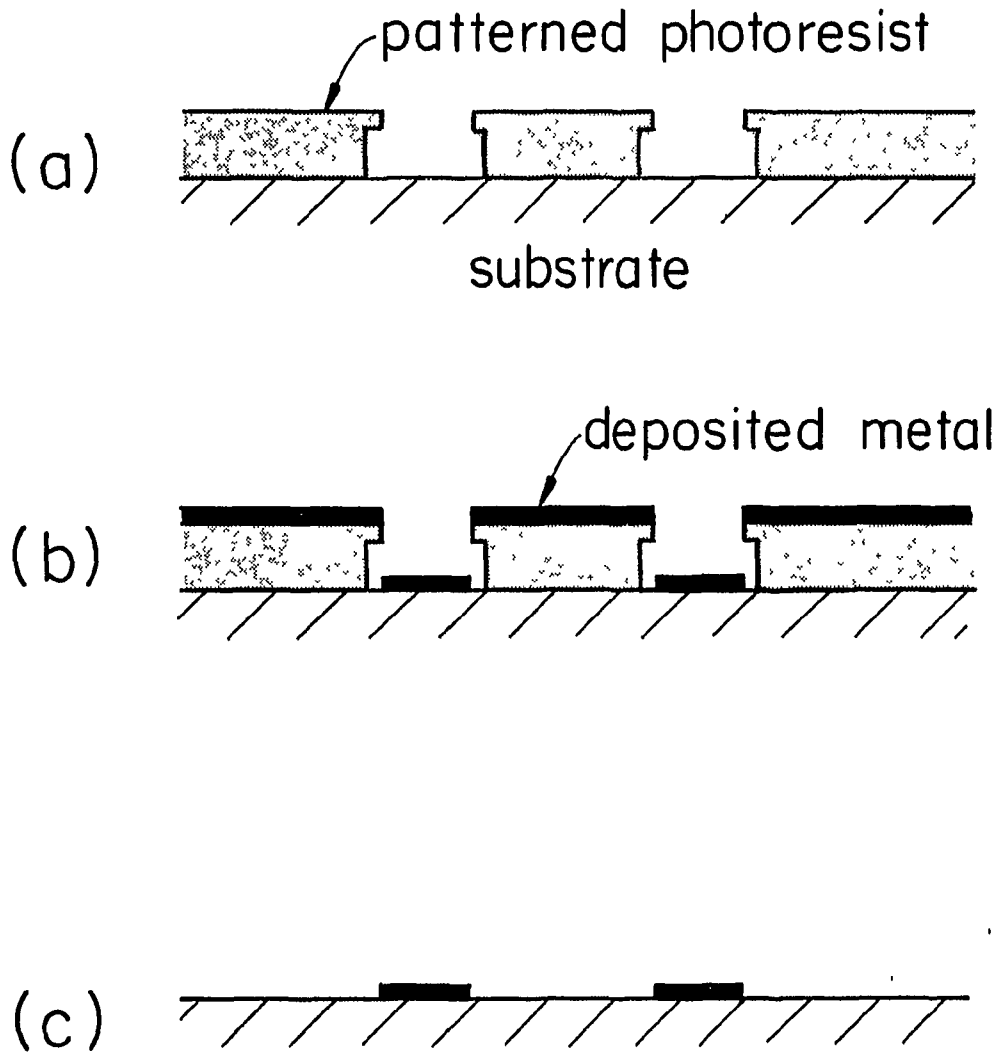 patterned photoresist
(a)
substrate
deposited metal
(b)
(c)